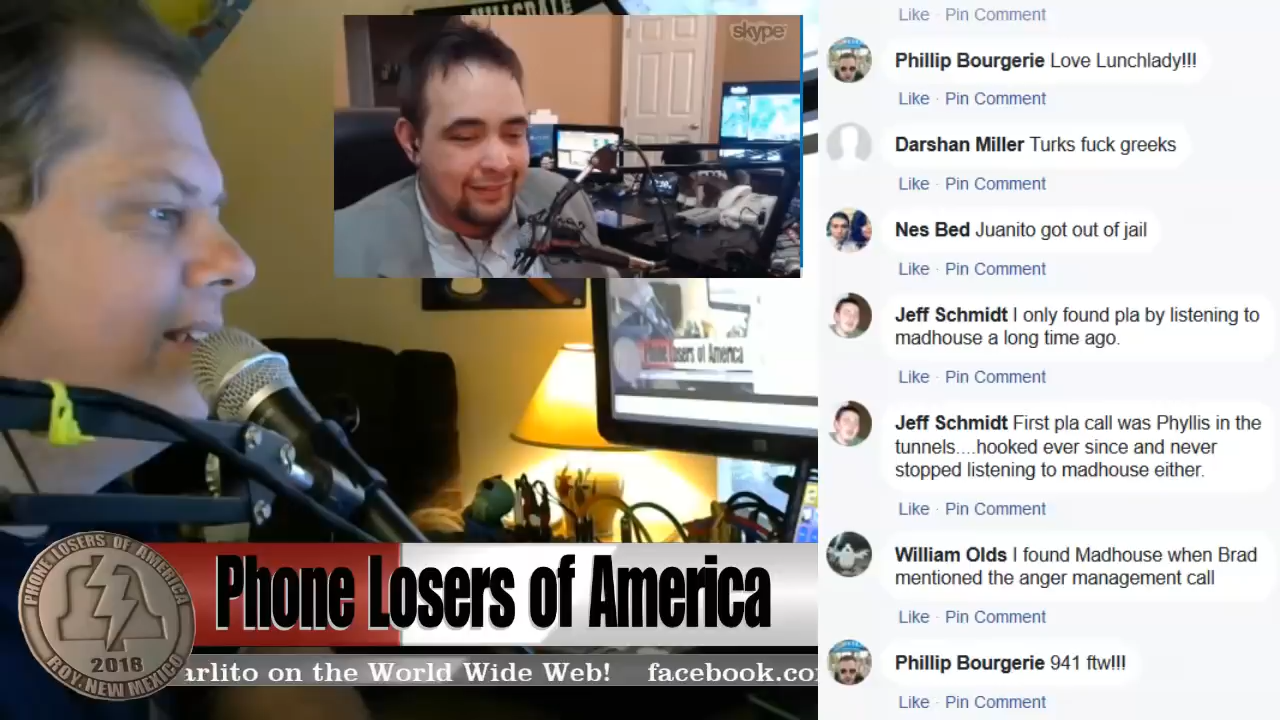 HILLSDALE
skype
Phone Losers of America
PHONE LOSERS OF AMERICA
2018
ROY, NEW MEXICO
Phone Losers of America
arlito on the World Wide Web! facebook.co
Like · Pin Comment
Phillip Bourgerie Love Lunchlady!!!
Like · Pin Comment
Darshan Miller Turks fuck greeks
Like · Pin Comment
Nes Bed Juanito got out of jail
Like · Pin Comment
Jeff Schmidt I only found pla by listening to
madhouse a long time ago.
Like · Pin Comment
Jeff Schmidt First pla call was Phyllis in the
tunnels....hooked ever since and never
stopped listening to madhouse either.
Like · Pin Comment
William Olds I found Madhouse when Brad
mentioned the anger management call
Like · Pin Comment
Phillip Bourgerie 941 ftw!!!
Like · Pin Comment